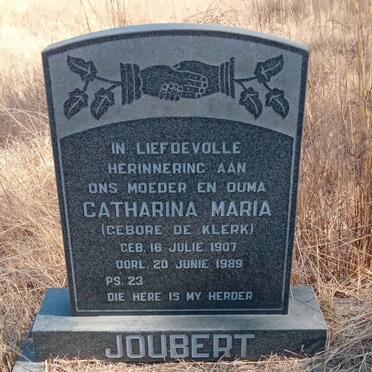 IN LIEFDEVOLLE
HERINNERING AAN
ONS MOEDER EN OUMA
CATHARINA MARIA
(GEBORE DE KLERK)
GEB. 16 JULIE 1907
OORL. 20 JUNIE 1989
PS. 23
DIE HERE IS MY HERDER
JOUBERT